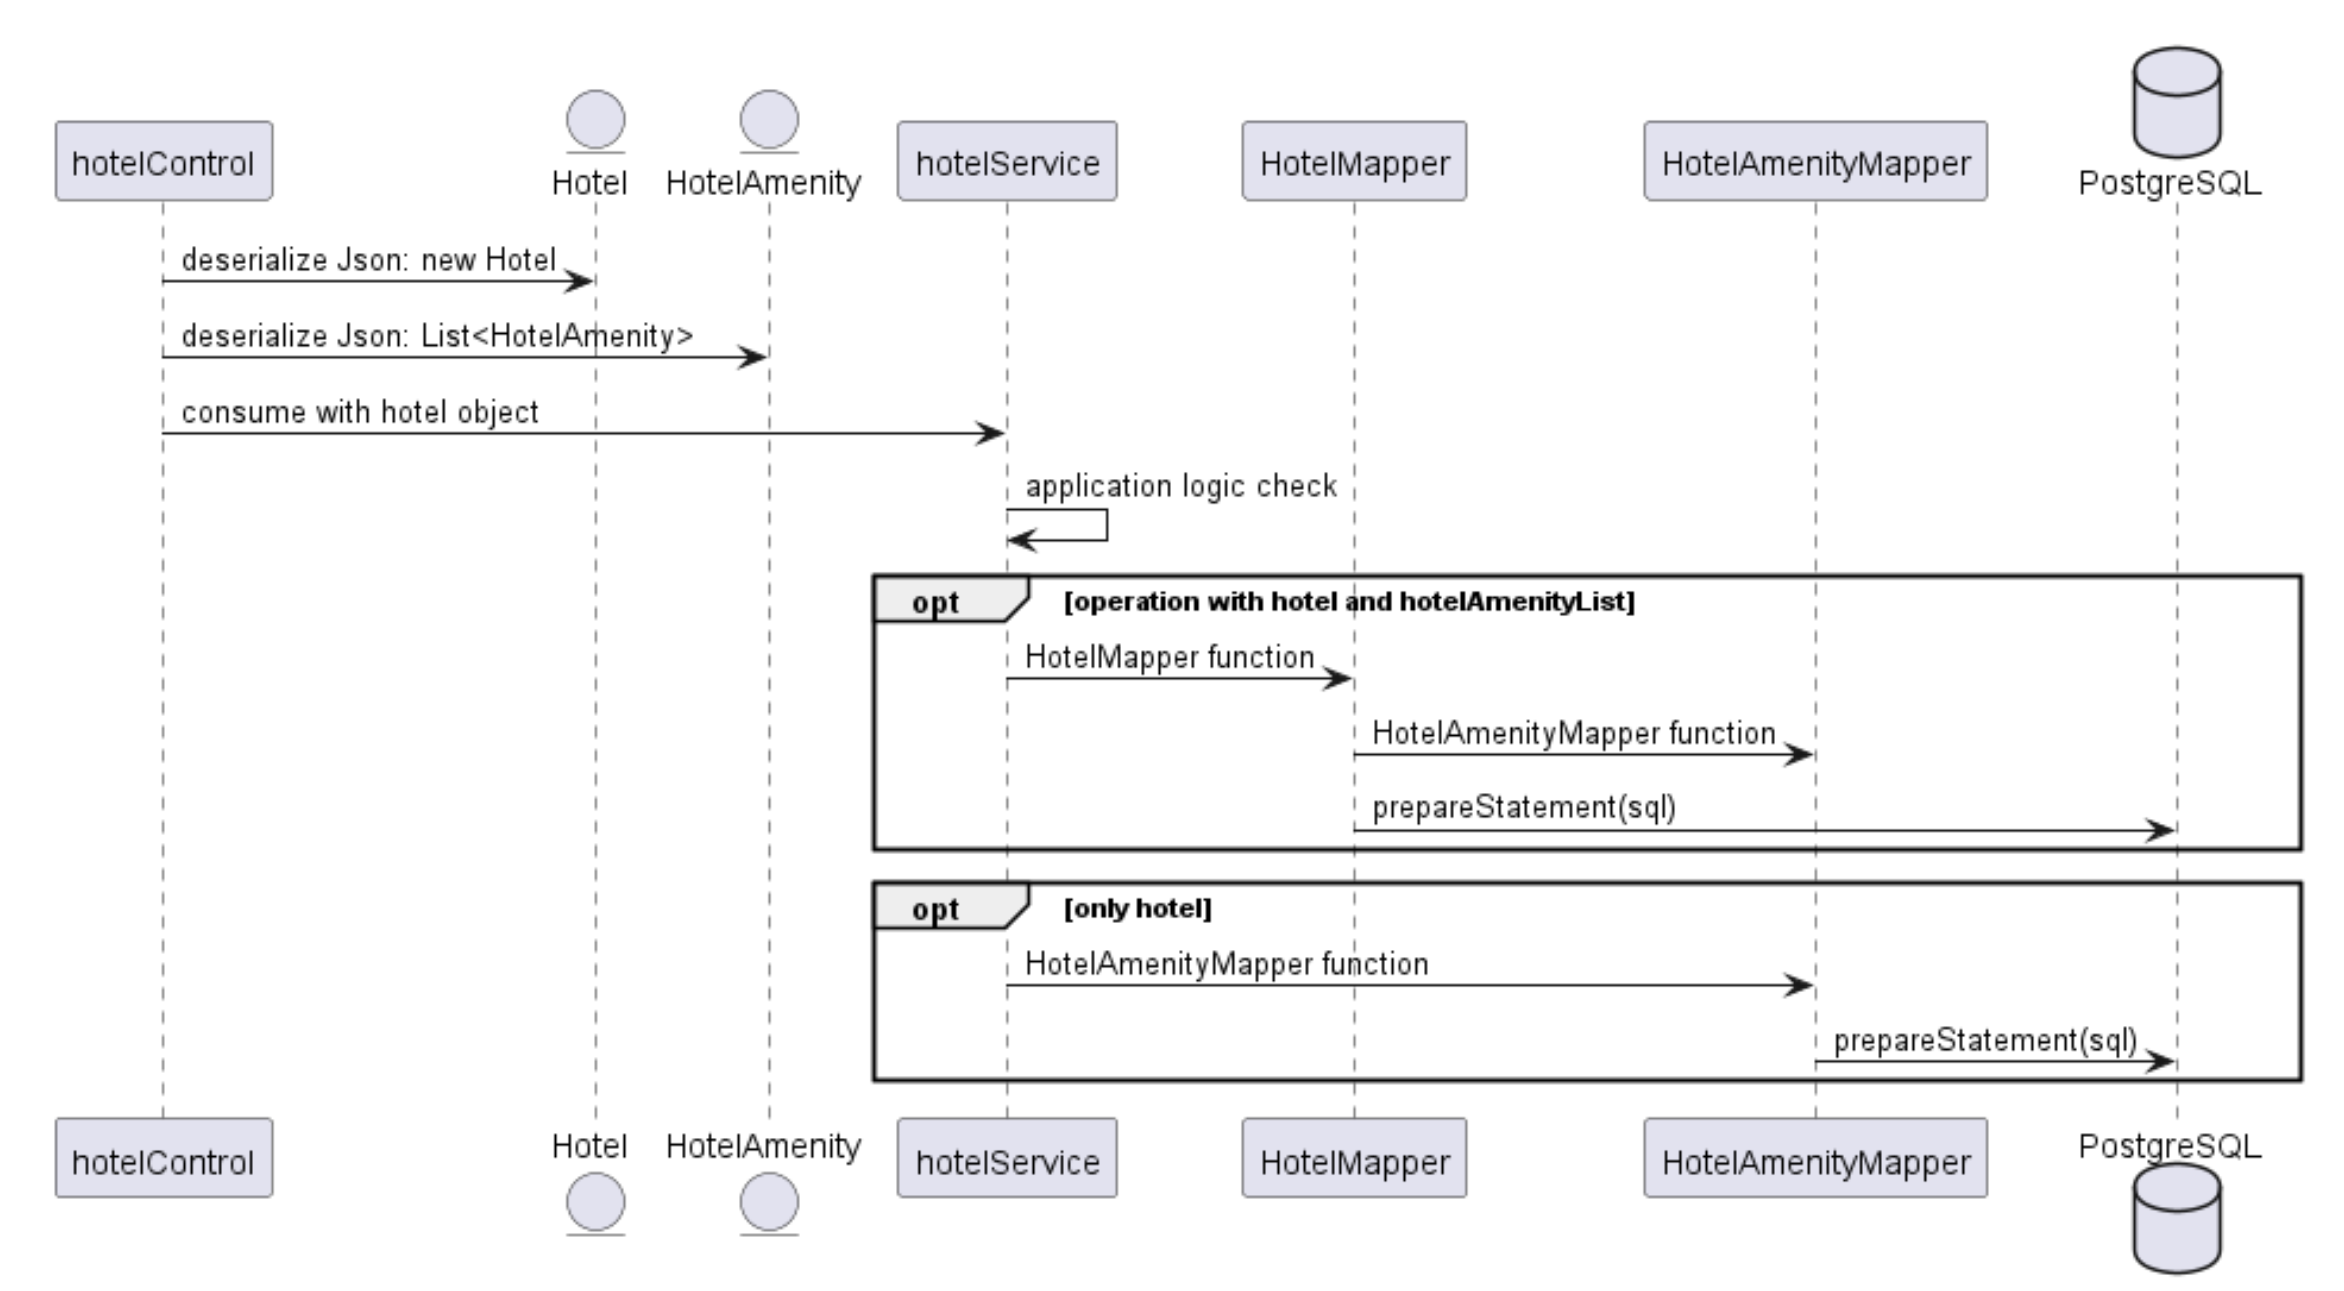 hotelControl
Hotel
HotelAmenity
hotelService
HotelMapper
HotelAmenityMapper
PostgreSQL
deserialize Json: new Hotel
deserialize Json: List<HotelAmenity>
consume with hotel object
application logic check
opt [operation with hotel and hotelAmenityList]
HotelMapper function
HotelAmenityMapper function
prepareStatement(sql)
opt [only hotel]
HotelAmenityMapper function
prepareStatement(sql)
hotelControl
Hotel
HotelAmenity
hotelService
HotelMapper
HotelAmenityMapper
PostgreSQL